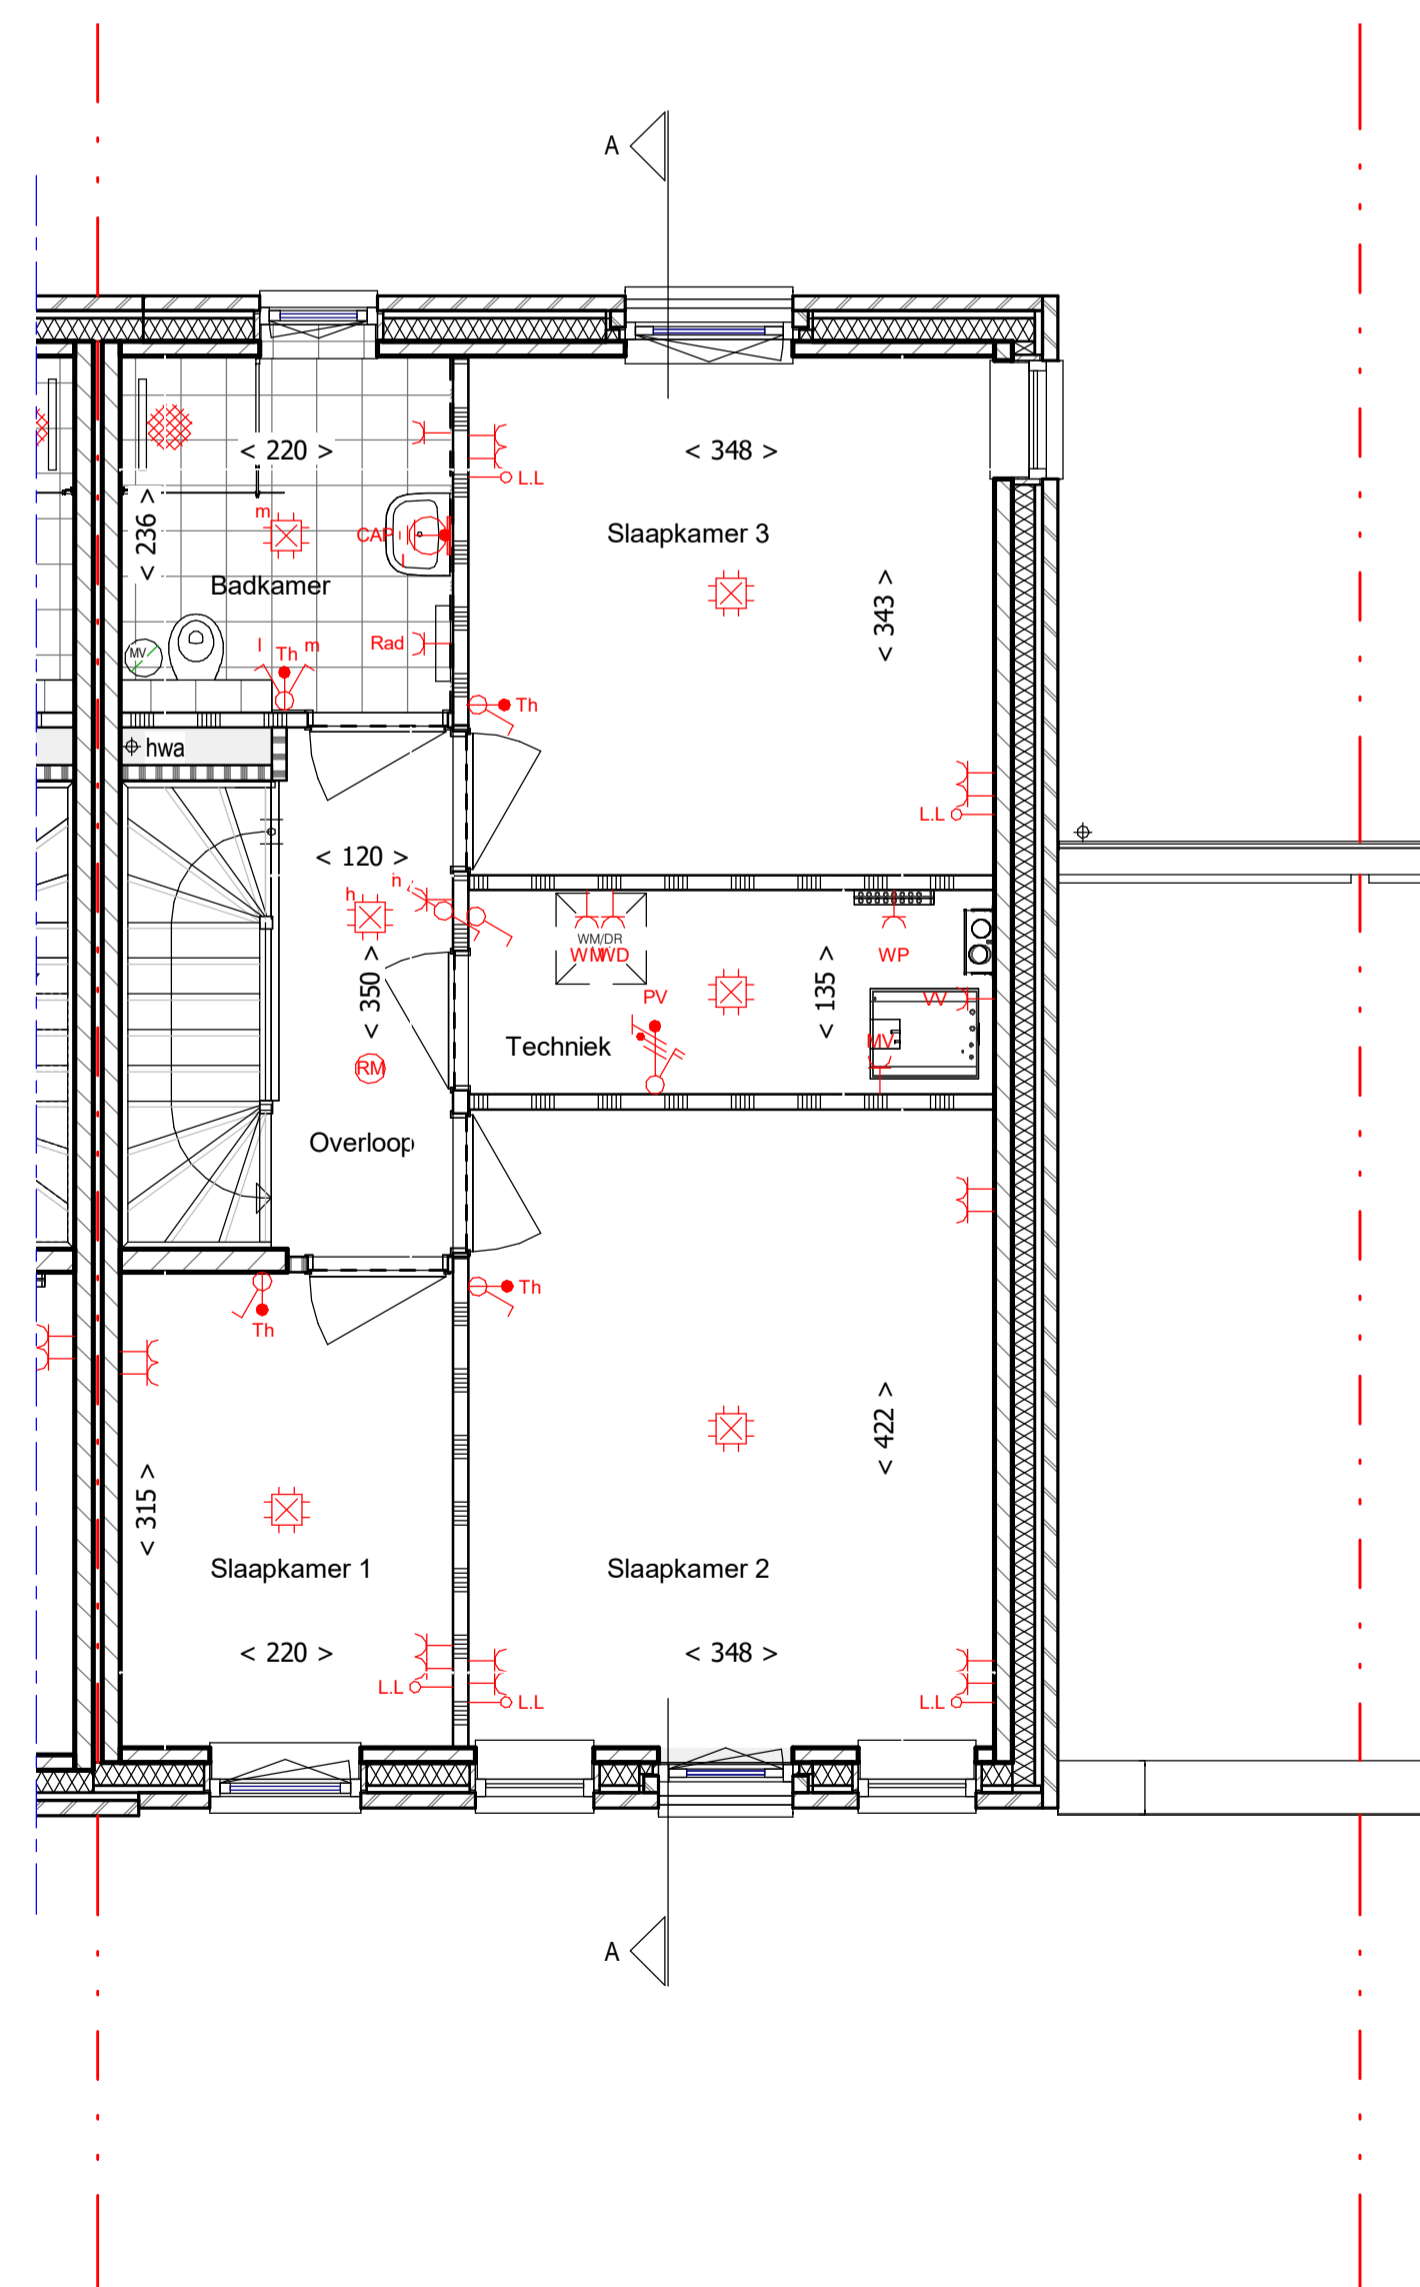 A
< 220 >
< 348 >
L.L
< 236 >
m
CAP
Slaapkamer 3
Badkamer
< 343 >
MV
l
Th
m
Rad
Th
hwa
L.L
< 120 >
h
WM/DR
WM
WD
WP
< 350 >
< 135 >
PV
VV
Techniek
MV
RM
Overloop
Th
Th
< 422 >
< 315 >
Slaapkamer 1
Slaapkamer 2
< 220 >
< 348 >
L.L
L.L
L.L
A